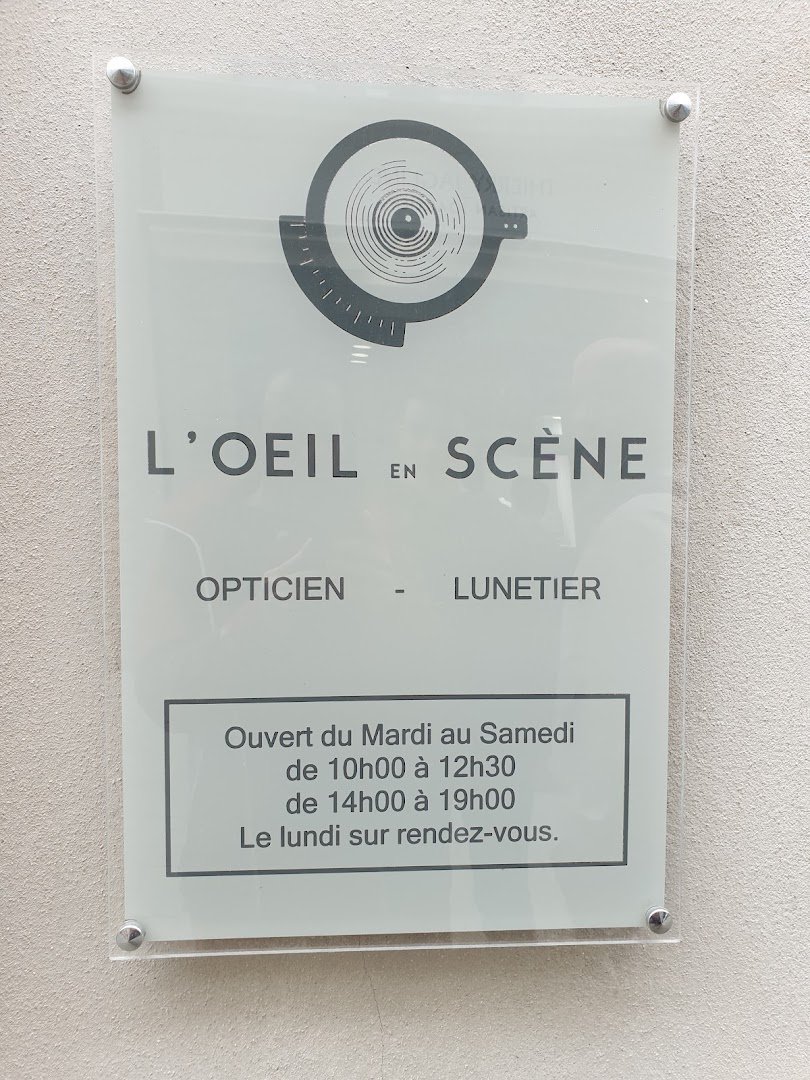 L'OEIL EN SCÈNE
OPTICIEN - LUNETIER
Ouvert du Mardi au Samedi
de 10h00 à 12h30
de 14h00 à 19h00
Le lundi sur rendez-vous.